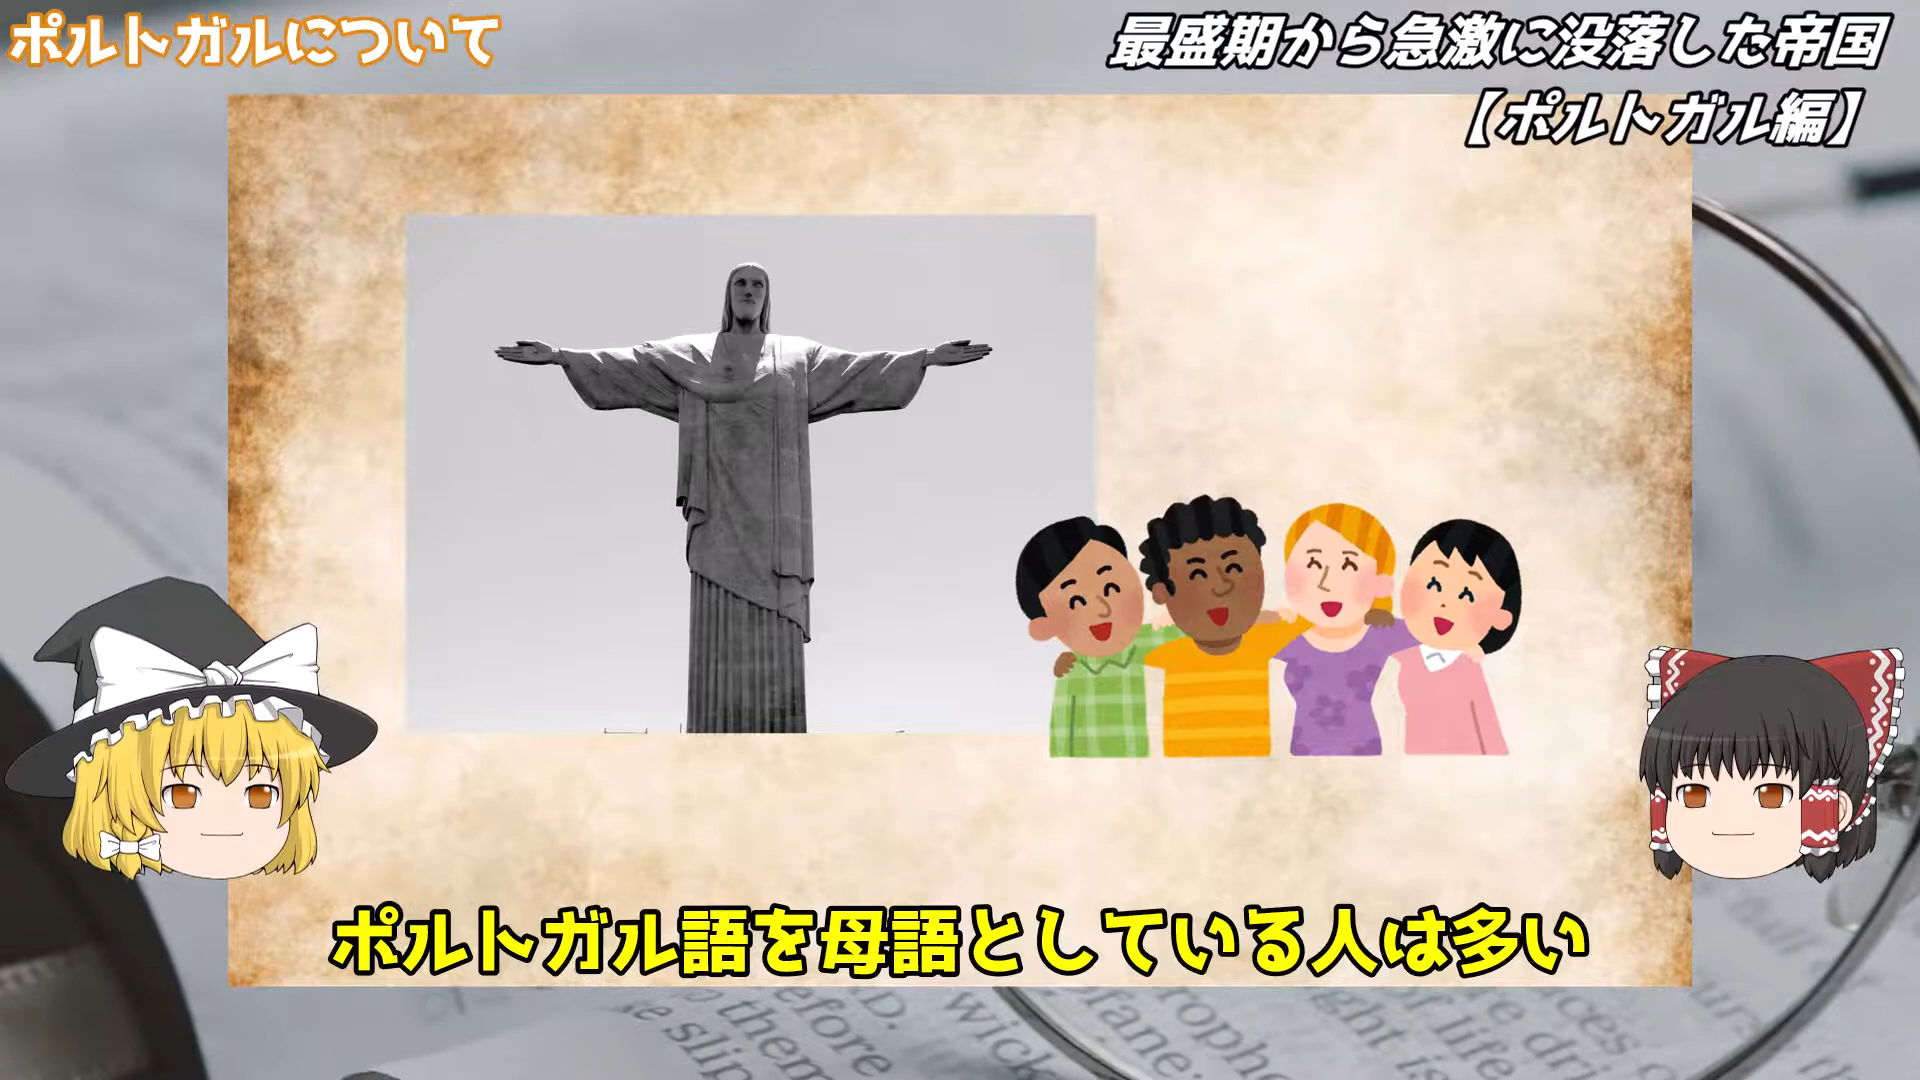 ポルトガルについて
最盛期から急激に没落した帝国
【ポルトガル編】
ポルトガル語を母語としている人は多い